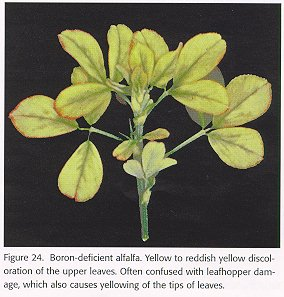 Figure 24. Boron-deficient alfalfa. Yellow to reddish yellow discol-
oration of the upper leaves. Often confused with leafhopper dam-
age, which also causes yellowing of the tips of leaves.